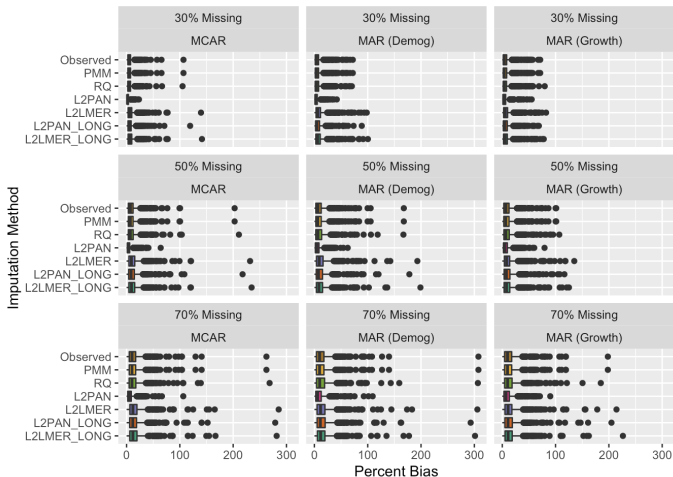 30% Missing 30% Missing 30% Missing
MCAR MAR (Demog) MAR (Growth)
Observed
PMM
RQ
L2PAN
L2LMER
L2PAN_LONG
L2LMER_LONG
50% Missing 50% Missing 50% Missing
MCAR MAR (Demog) MAR (Growth)
Observed
PMM
RQ
L2PAN
L2LMER
L2PAN_LONG
L2LMER_LONG
Imputation Method
70% Missing 70% Missing 70% Missing
MCAR MAR (Demog) MAR (Growth)
Observed
PMM
RQ
L2PAN
L2LMER
L2PAN_LONG
L2LMER_LONG
0 100 200 300 0 100 200 300 0 100 200 300
Percent Bias